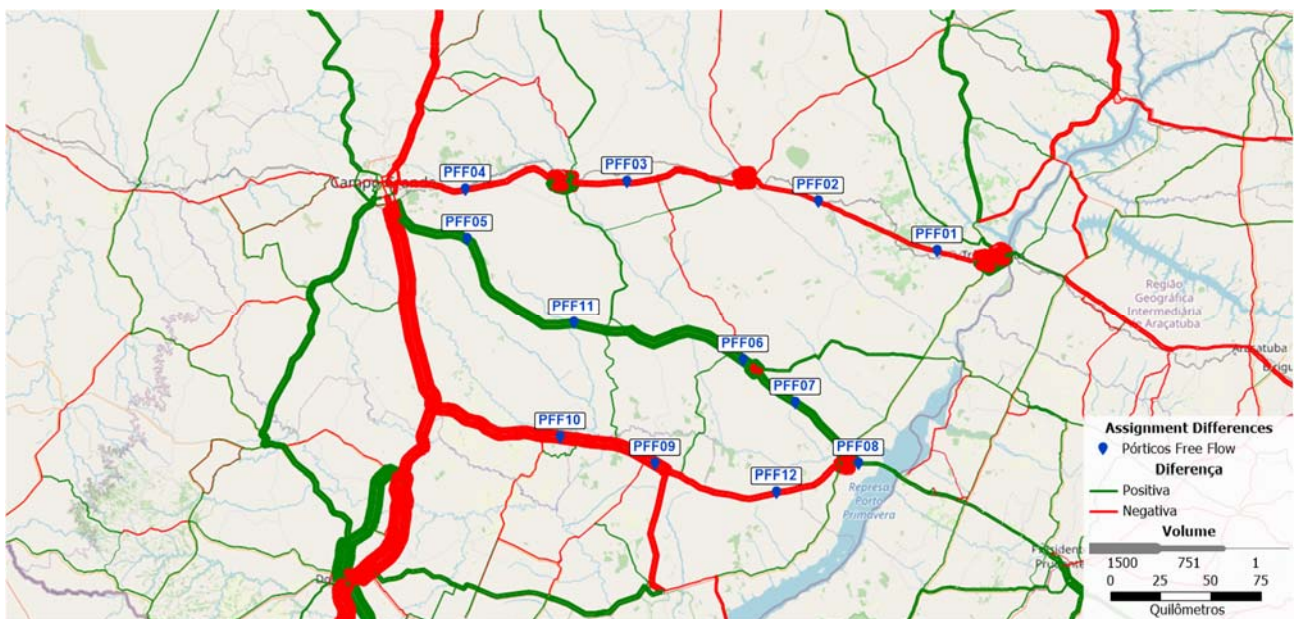 PFF04
PFF03
Campo Grande
PFF02
PFF05
PFF01
Região
Geográfica
Intermediária
de Araçatuba
PFF11
PFF06
Araçatuba
PFF07
PFF10
PFF09
PFF08
PFF12
Represa
Porto
Primavera
Assignment Differences
Pórticos Free Flow
Diferença
Positiva
Negativa
Volume
1500 751 1
0 25 50 75
Quilômetros